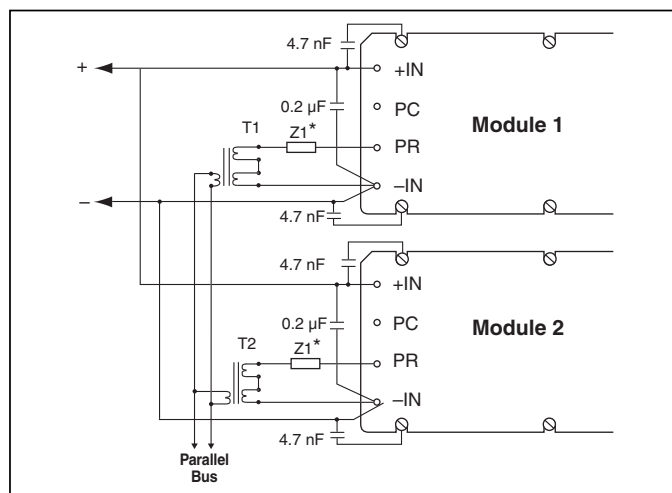 4.7 nF
+
+IN
0.2 µF
PC
Module 1
T1
Z1*
PR
–IN
–
4.7 nF
4.7 nF
+IN
0.2 µF
PC
Module 2
T2
Z1*
PR
–IN
4.7 nF
Parallel
Bus